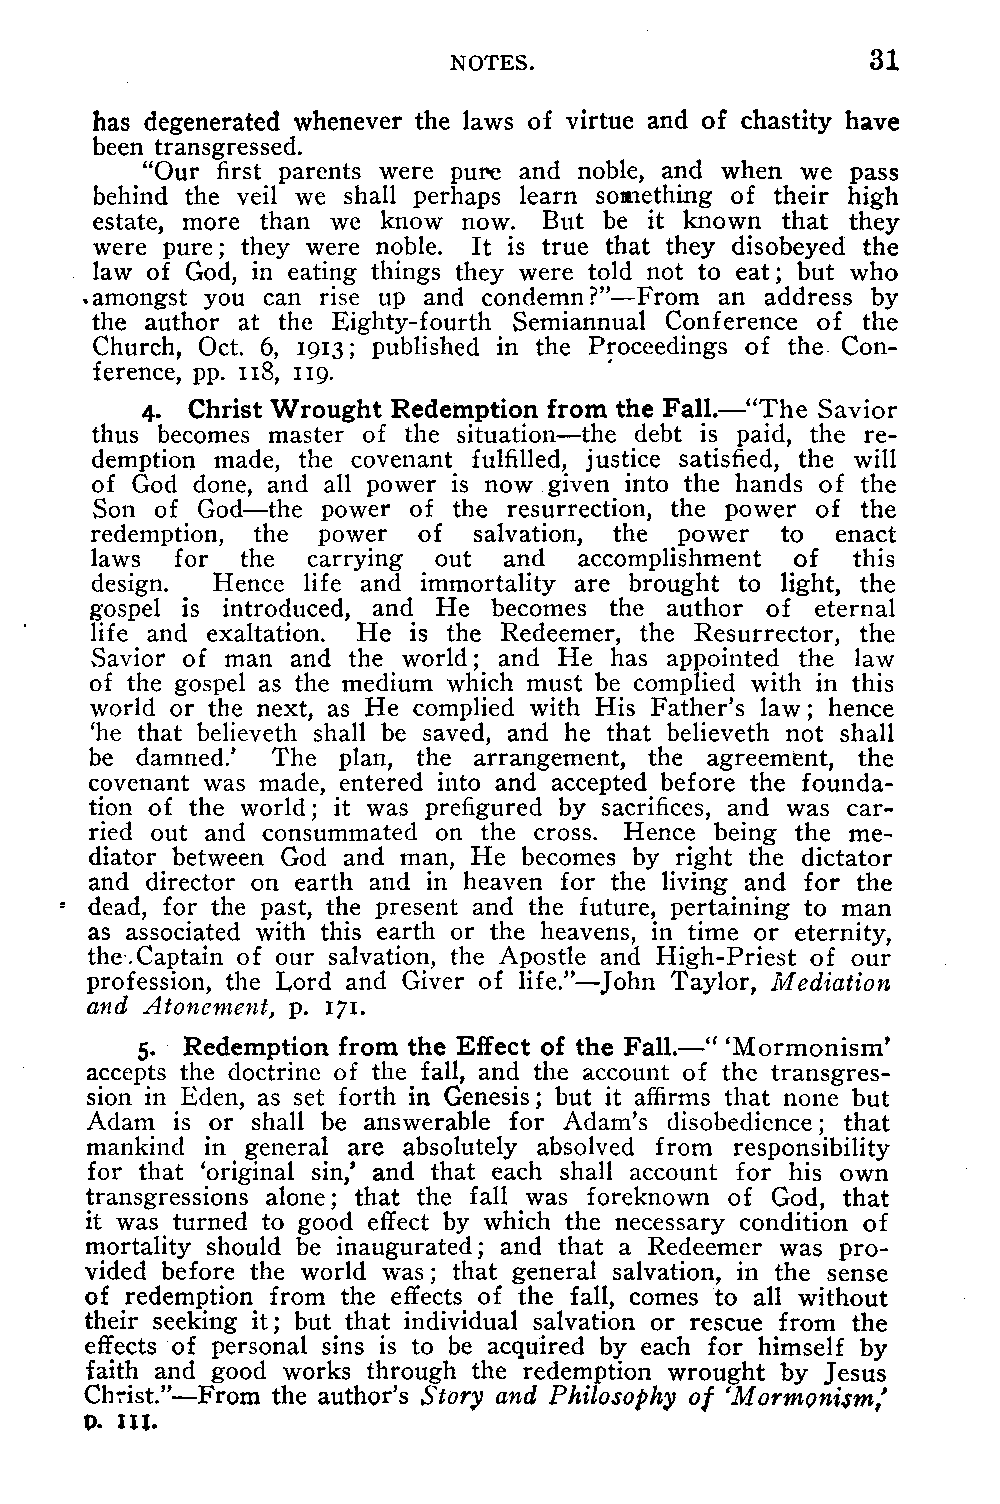 NOTES. 31
has degenerated whenever the laws of virtue and of chastity have
been transgressed.
“Our first parents were pure and noble, and when we pass
behind the veil we shall perhaps learn something of their high
estate, more than we know now. But be it known that they
were pure; they were noble. It is true that they disobeyed the
law of God, in eating things they were told not to eat; but who
amongst you can rise up and condemn?”—From an address by
the author at the Eighty-fourth Semiannual Conference of the
Church, Oct. 6, 1913; published in the Proceedings of the Con-
ference, pp. 118, 119.
4. Christ Wrought Redemption from the Fall.—“The Savior
thus becomes master of the situation—the debt is paid, the re-
demption made, the covenant fulfilled, justice satisfied, the will
of God done, and all power is now given into the hands of the
Son of God—the power of the resurrection, the power of the
redemption, the power of salvation, the power to enact
laws for the carrying out and accomplishment of this
design. Hence life and immortality are brought to light, the
gospel is introduced, and He becomes the author of eternal
life and exaltation. He is the Redeemer, the Resurrector, the
Savior of man and the world; and He has appointed the law
of the gospel as the medium which must be complied with in this
world or the next, as He complied with His Father’s law; hence
‘he that believeth shall be saved, and he that believeth not shall
be damned.’ The plan, the arrangement, the agreement, the
covenant was made, entered into and accepted before the founda-
tion of the world; it was prefigured by sacrifices, and was car-
ried out and consummated on the cross. Hence being the me-
diator between God and man, He becomes by right the dictator
and director on earth and in heaven for the living and for the
dead, for the past, the present and the future, pertaining to man
as associated with this earth or the heavens, in time or eternity,
the Captain of our salvation, the Apostle and High-Priest of our
profession, the Lord and Giver of life.”—John Taylor, Mediation
and Atonement, p. 171.
5. Redemption from the Effect of the Fall.—“ ‘Mormonism’
accepts the doctrine of the fall, and the account of the transgres-
sion in Eden, as set forth in Genesis; but it affirms that none but
Adam is or shall be answerable for Adam’s disobedience; that
mankind in general are absolutely absolved from responsibility
for that ‘original sin,’ and that each shall account for his own
transgressions alone; that the fall was foreknown of God, that
it was turned to good effect by which the necessary condition of
mortality should be inaugurated; and that a Redeemer was pro-
vided before the world was; that general salvation, in the sense
of redemption from the effects of the fall, comes to all without
their seeking it; but that individual salvation or rescue from the
effects of personal sins is to be acquired by each for himself by
faith and good works through the redemption wrought by Jesus
Christ.”—From the author’s Story and Philosophy of ‘Mormonism,’
p. 111.